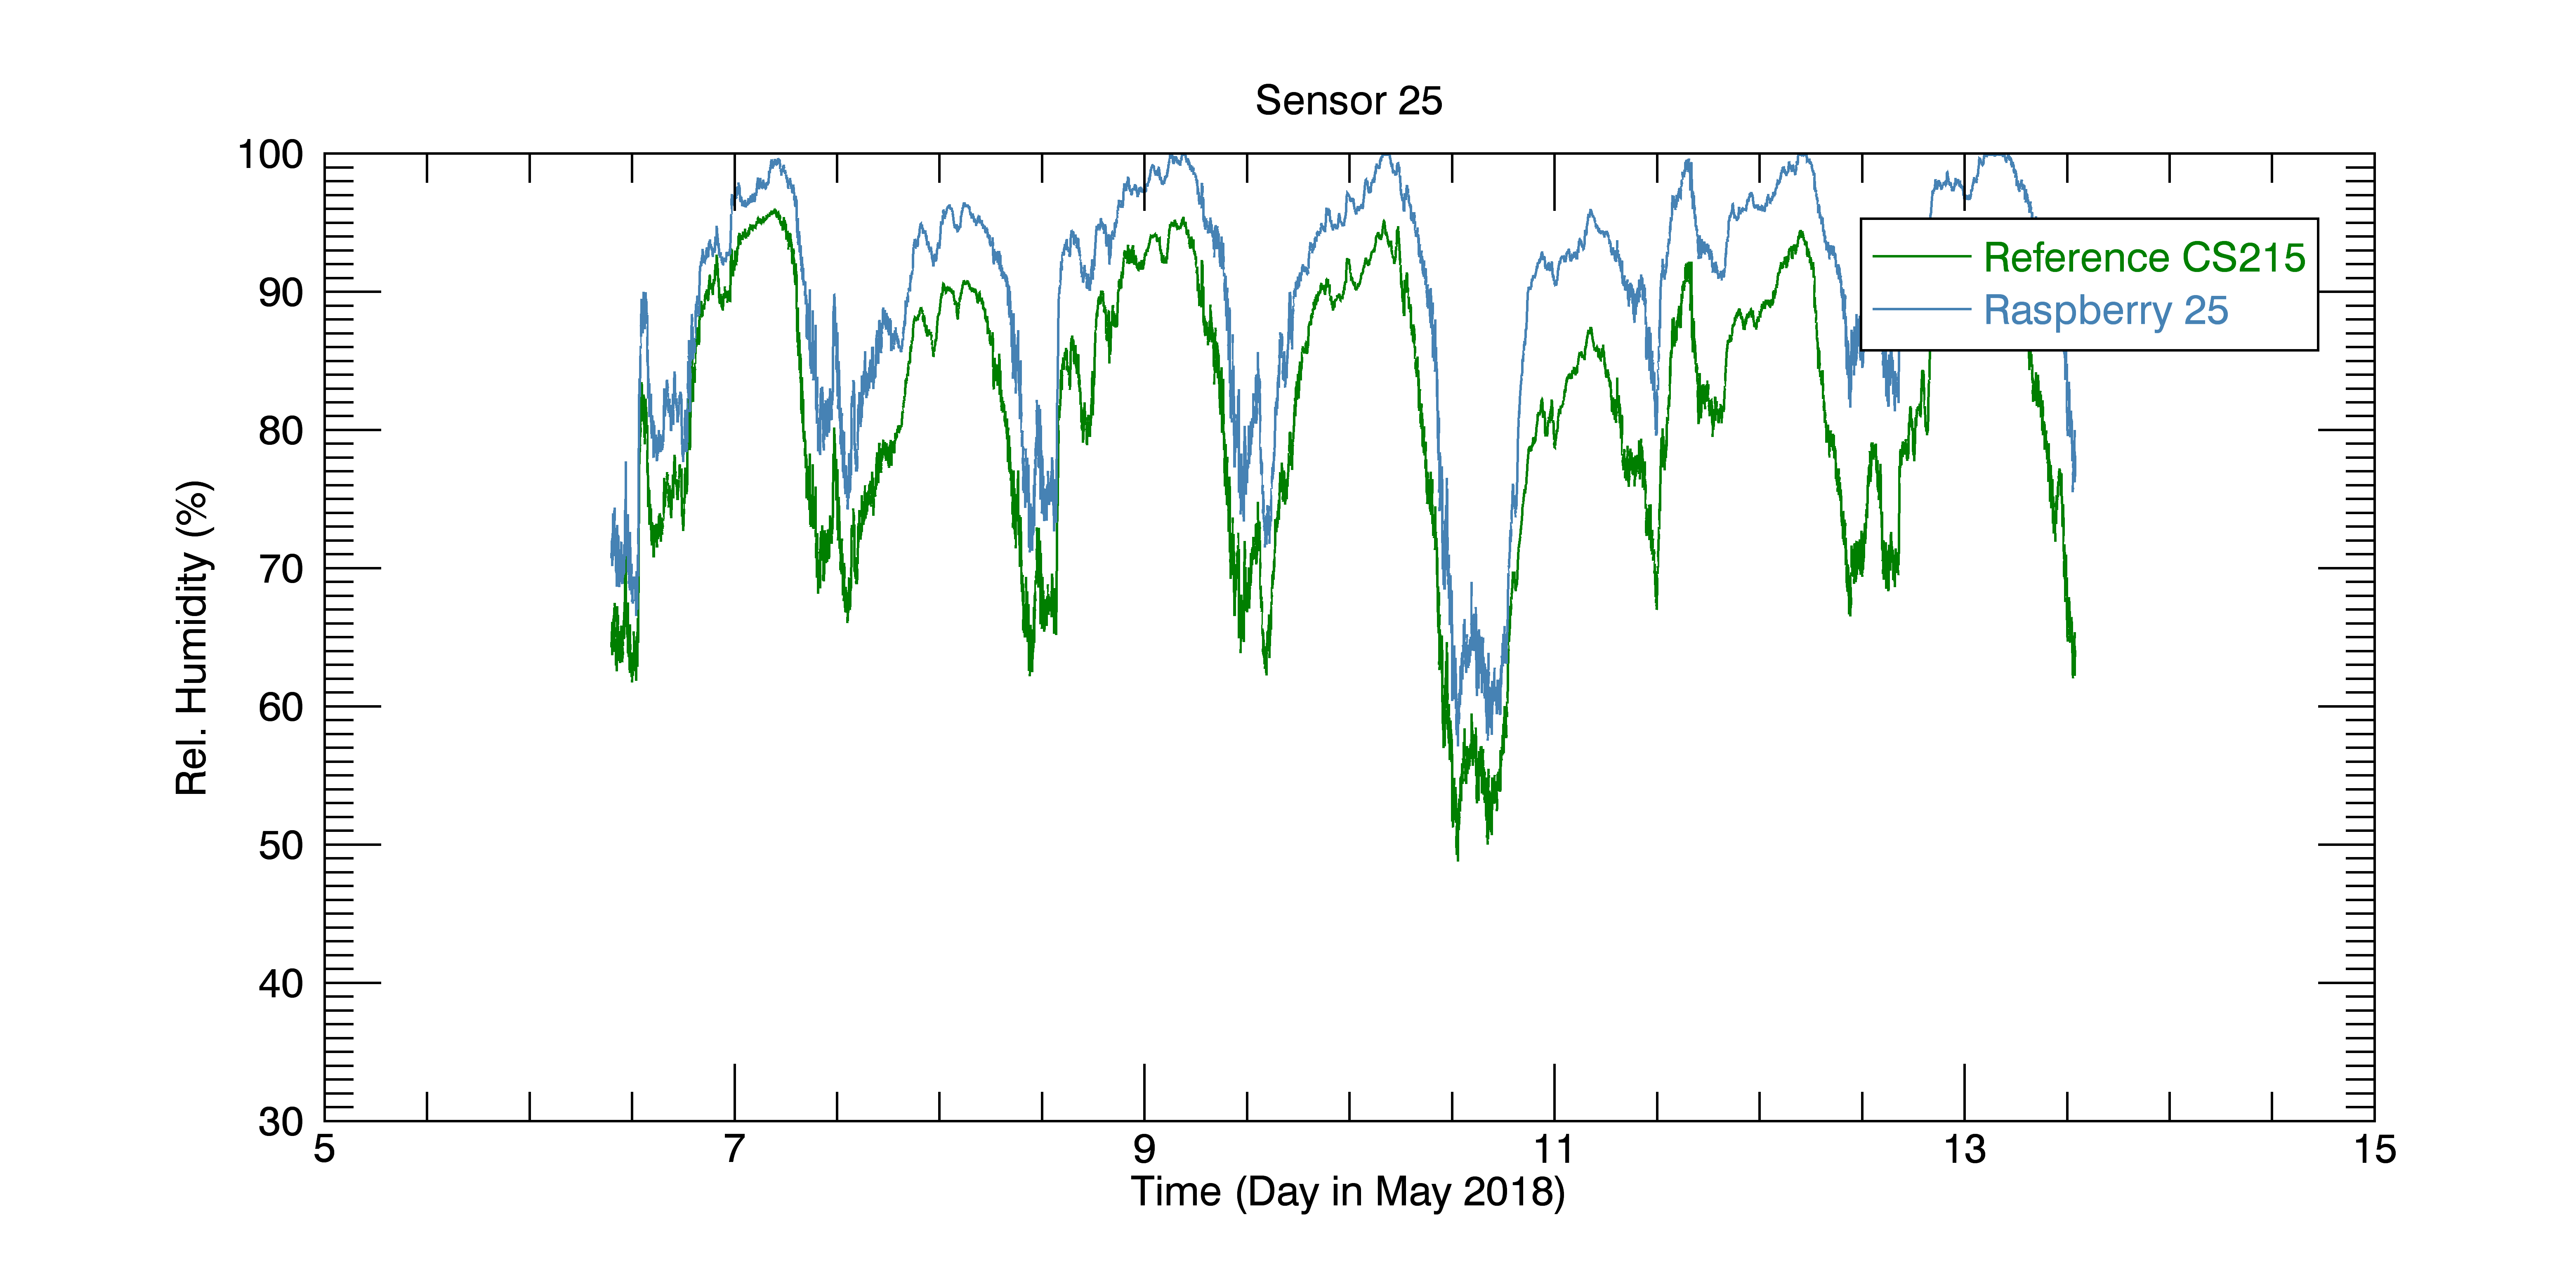 Sensor 25
100
90
80
70
60
50
40
30
Rel. Humidity (%)
Reference CS215
Raspberry 25
5 7 9 11 13 15
Time (Day in May 2018)